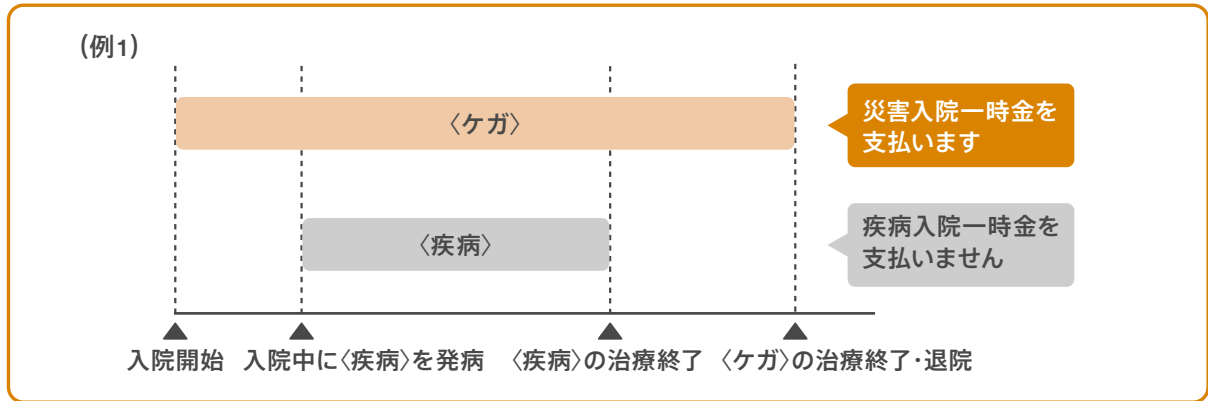 (例1)
〈ケガ〉
災害入院一時金を
支払います
〈疾病〉
疾病入院一時金を
支払いません
入院開始
入院中に〈疾病〉を発病
〈疾病〉の治療終了
〈ケガ〉の治療終了・退院